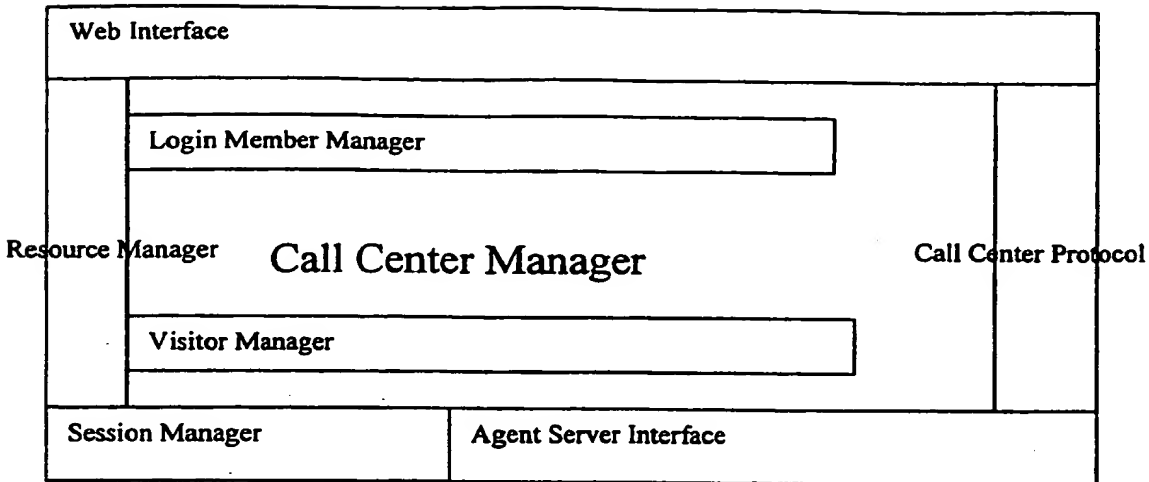 Web Interface
Login Member Manager
Resource Manager
Call Center Manager
Call Center Protocol
Visitor Manager
Session Manager
Agent Server Interface